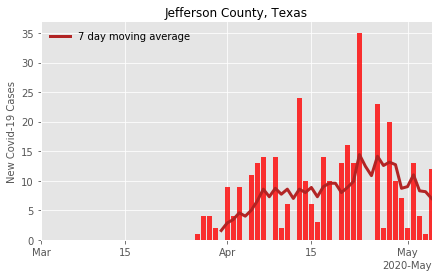 Jefferson County, Texas
7 day moving average
New Covid-19 Cases
35
30
25
20
15
10
5
0
Mar
15
Apr
15
May
2020-May